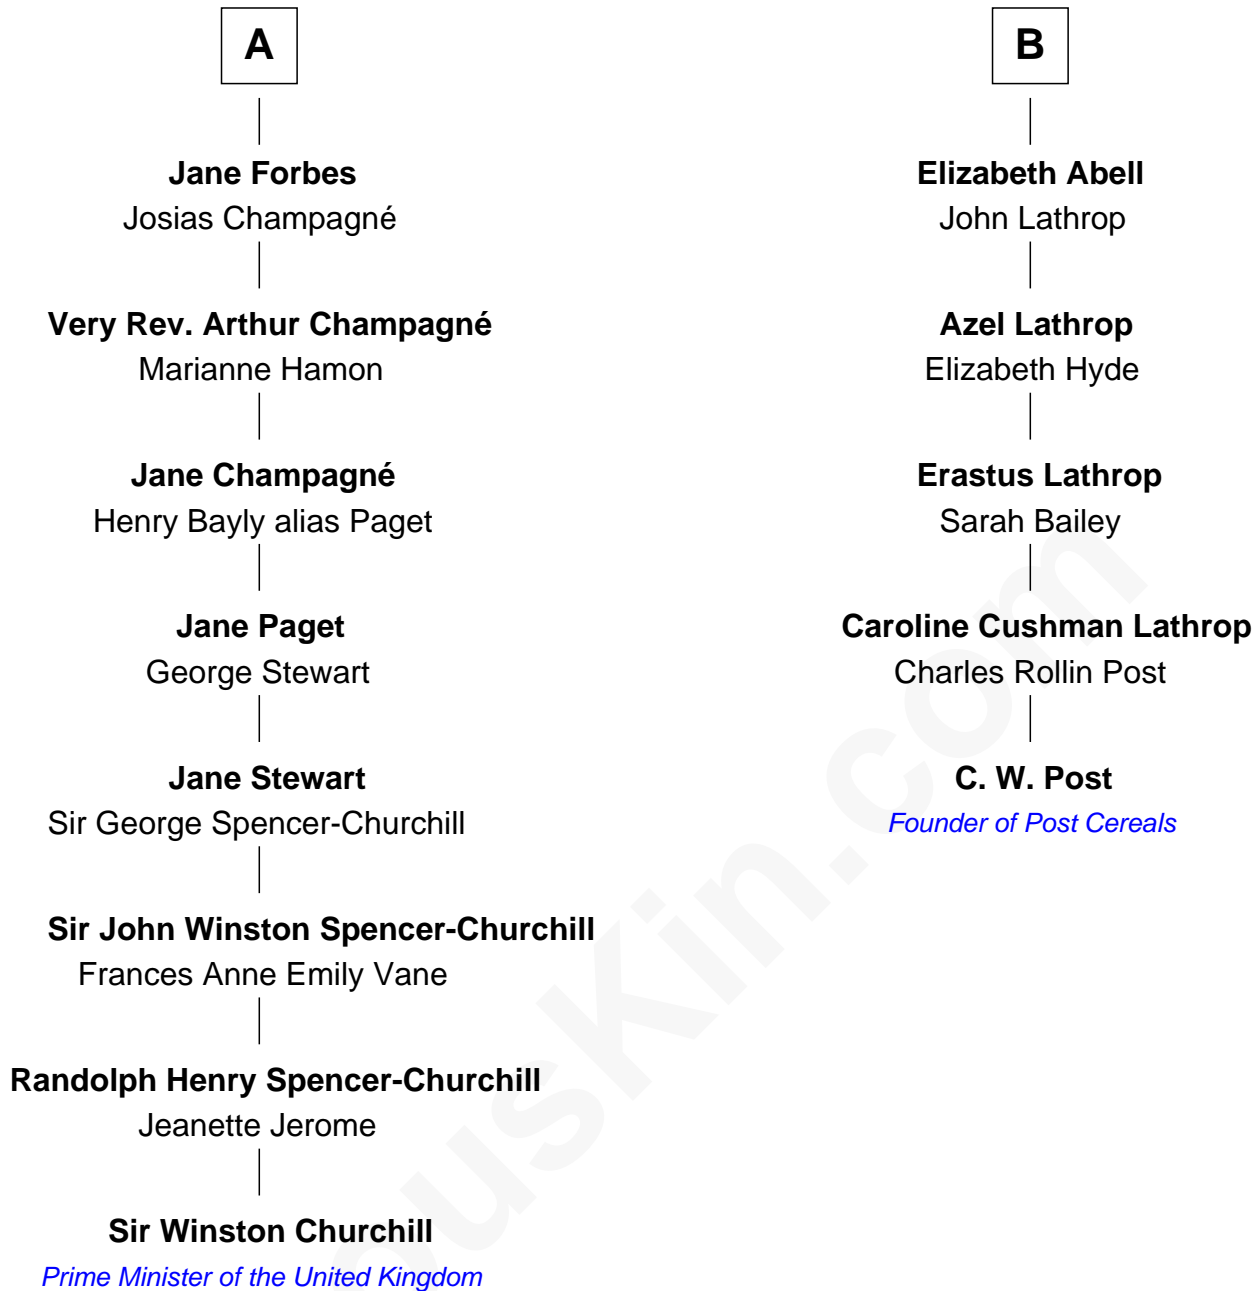 A
Jane Forbes
Josias Champagné
Very Rev. Arthur Champagné
Marianne Hamon
Jane Champagné
Henry Bayly alias Paget
Jane Paget
George Stewart
Jane Stewart
Sir George Spencer-Churchill
Sir John Winston Spencer-Churchill
Frances Anne Emily Vane
Randolph Henry Spencer-Churchill
Jeanette Jerome
Sir Winston Churchill
Prime Minister of the United Kingdom
B
Elizabeth Abell
John Lathrop
Azel Lathrop
Elizabeth Hyde
Erastus Lathrop
Sarah Bailey
Caroline Cushman Lathrop
Charles Rollin Post
C. W. Post
Founder of Post Cereals
ousKin.com